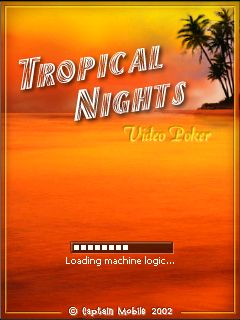 Tropical
Nights
Video Poker
Loading machine logic...
© Captain Mobile 2002